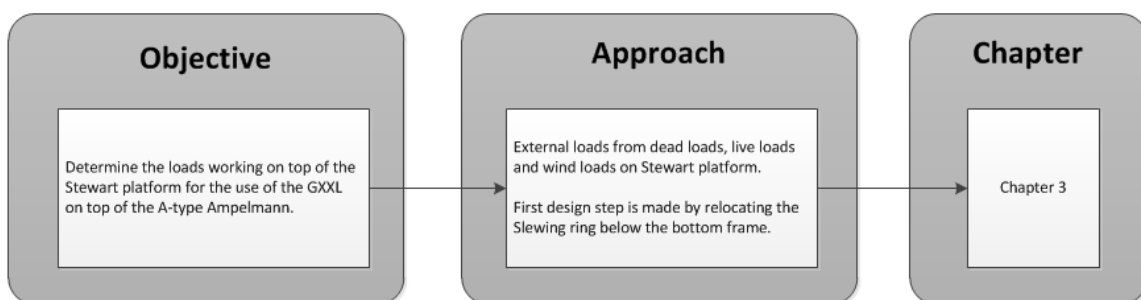 Objective
Determine the loads working on top of the
Stewart platform for the use of the GXXL
on top of the A-type Ampelmann.
Approach
External loads from dead loads, live loads
and wind loads on Stewart platform.
First design step is made by relocating the
Slewing ring below the bottom frame.
Chapter
Chapter 3